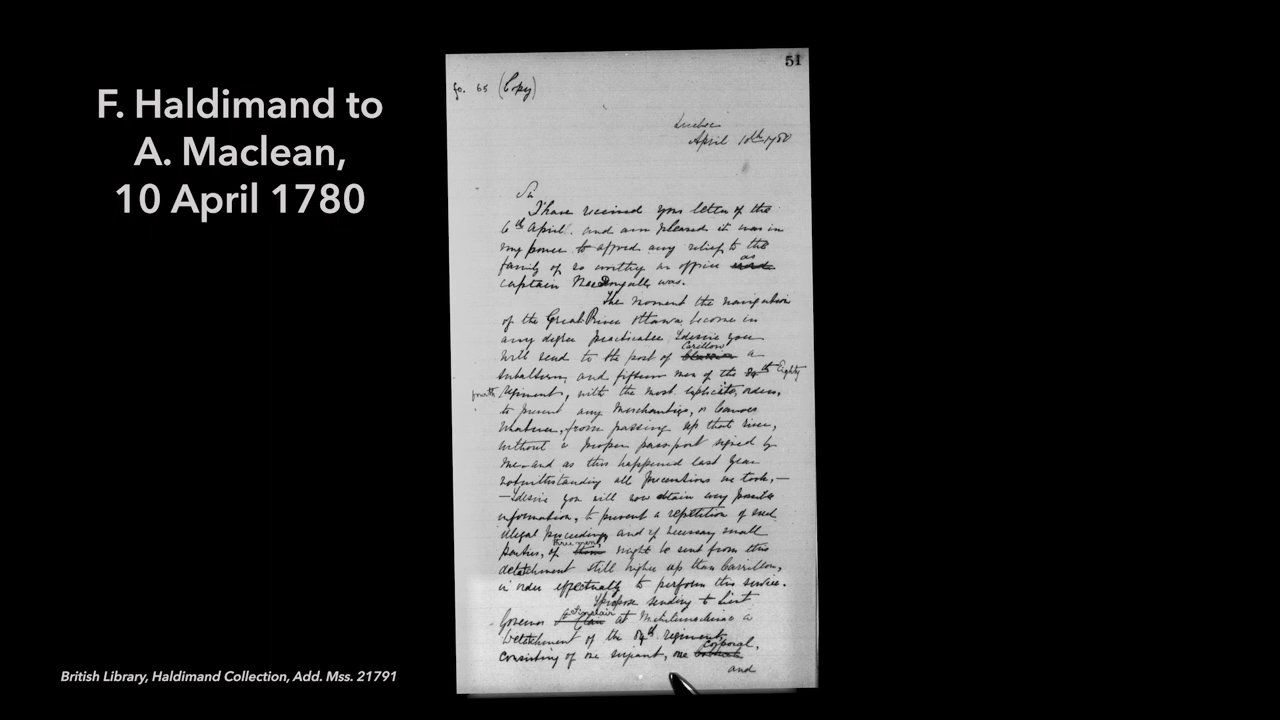 F. Haldimand to
A. Maclean,
10 April 1780
51
fo. 65 (Copy)
Quebec
April 10th 1780
Sir
I have received your letter of the
6th April. and am pleased it was in
my power to afford any relief to the
family of so worthy an officer as
Captain MacDougall was.
The moment the navigation
of the Great River Ottawa become in
any degree practicable I desire you
will send to the post of Carillon a
subaltern, and fifteen men of the 84th Eighty
fourth regiment, with the most explicite orders,
to prevent any Merchandize, or Canoes
whatever, from passing up that river,
without a proper passport signed by
me and as this happened last year
notwithstanding all precautions we took,—
—I desire you will now obtain every possible
information, to prevent a repetition of such
illegal proceedings and if necessary small
parties, of three men, might be sent from this
detatchment still higher up than Carrillon,
in order effectually to perform this service.
I propose sending to Lieut
Governor St Clair Sinclair at Michilimackinac a
Detatchment of the 84th regiment,
consisting of one serjeant, one corporal,
and
British Library, Haldimand Collection, Add. Mss. 21791